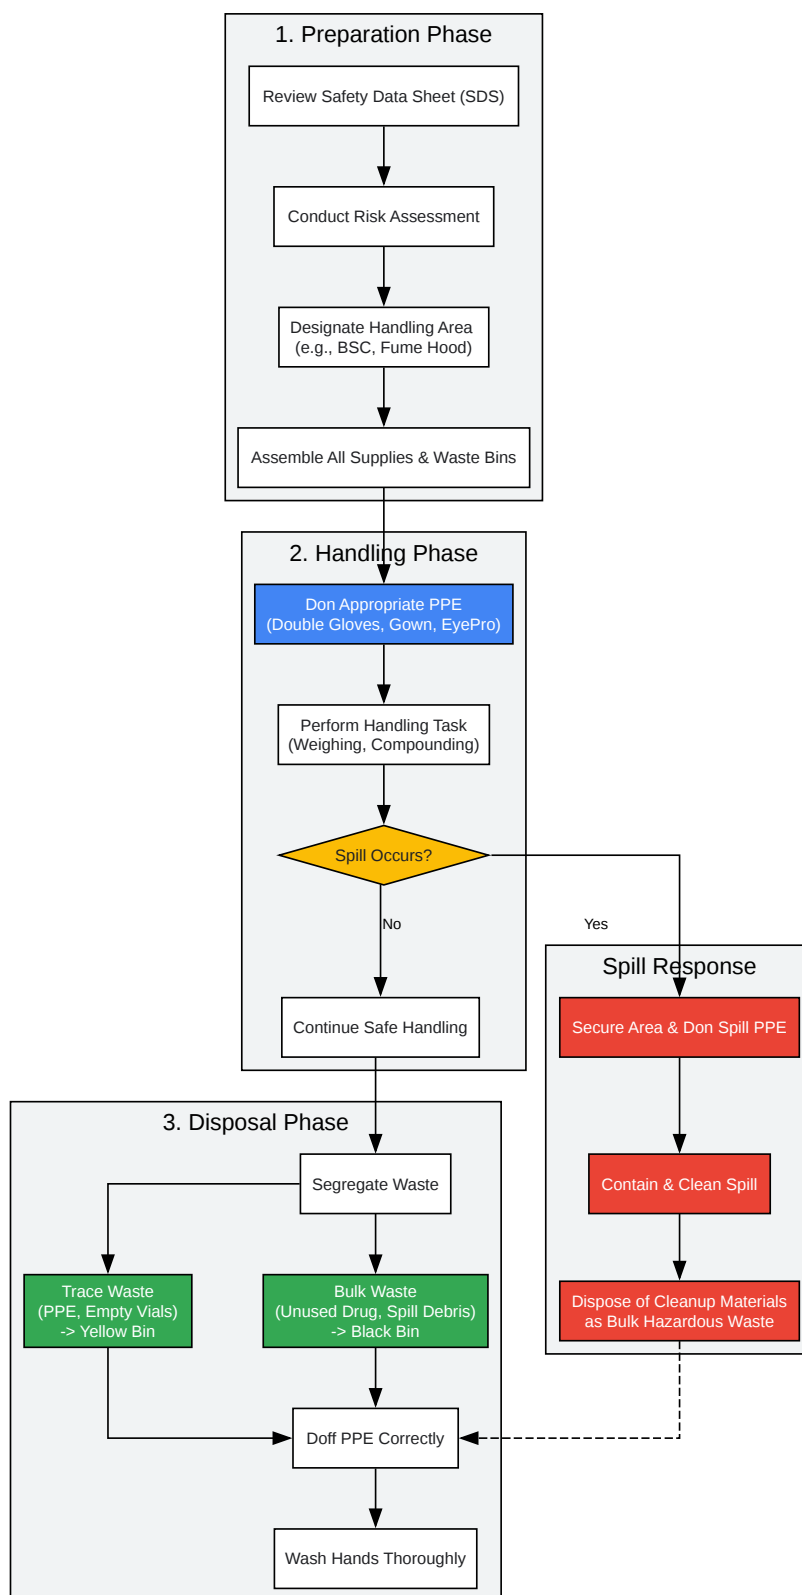 1. Preparation Phase
Review Safety Data Sheet (SDS)
Conduct Risk Assessment
Designate Handling Area
(e.g., BSC, Fume Hood)
Assemble All Supplies & Waste Bins
2. Handling Phase
Don Appropriate PPE
(Double Gloves, Gown, EyePro)
Perform Handling Task
(Weighing, Compounding)
Spill Occurs?
No
Yes
Continue Safe Handling
Spill Response
Secure Area & Don Spill PPE
Contain & Clean Spill
Dispose of Cleanup Materials
as Bulk Hazardous Waste
3. Disposal Phase
Segregate Waste
Trace Waste
(PPE, Empty Vials)
-> Yellow Bin
Bulk Waste
(Unused Drug, Spill Debris)
-> Black Bin
Doff PPE Correctly
Wash Hands Thoroughly